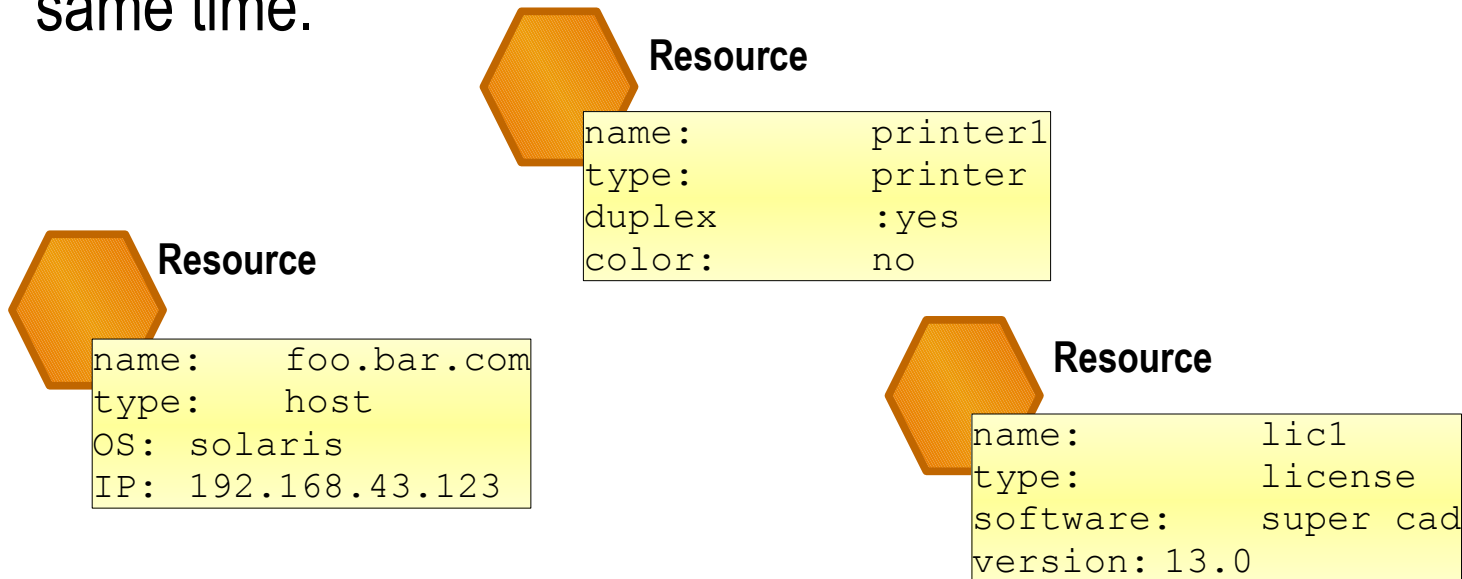 same time.
Resource
name: printer1
type: printer
duplex :yes
color: no
Resource
name: foo.bar.com
type: host
OS: solaris
IP: 192.168.43.123
Resource
name: lic1
type: license
software: super cad
version: 13.0